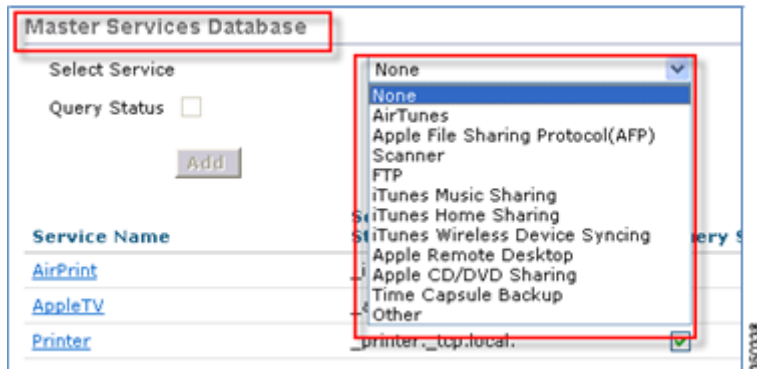 Master Services Database
Select Service
None
Query Status
None
AirTunes
Apple File Sharing Protocol(AFP)
Scanner
FTP
iTunes Music Sharing
iTunes Home Sharing
iTunes Wireless Device Syncing
Apple Remote Desktop
Apple CD/DVD Sharing
Time Capsule Backup
Other
Add
Service Name
AirPrint
AppleTV
Printer
_printer._tcp.local.